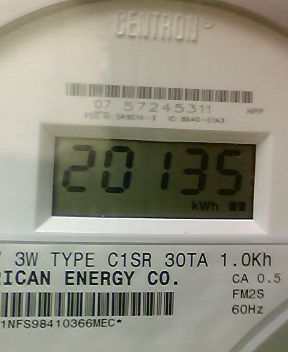 CENTRON
07 57245311 HPP
20135
kWh
3W TYPE C1SR 30TA 1.0Kh
RICAN ENERGY CO. CA 0.5
FM2S
1NFS98410366MEC* 60Hz